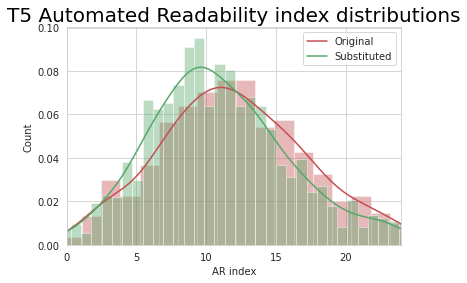 T5 Automated Readability index distributions
Original
Substituted
Count
0.10
0.08
0.06
0.04
0.02
0.00
0
5
10
15
20
AR index